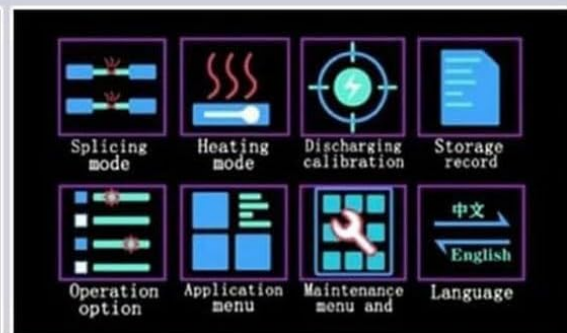 Splicing
mode
Heating
mode
Discharging
calibration
Storage
record
Operation
option
Application
menu
Maintenance
menu and
中文
English
Language